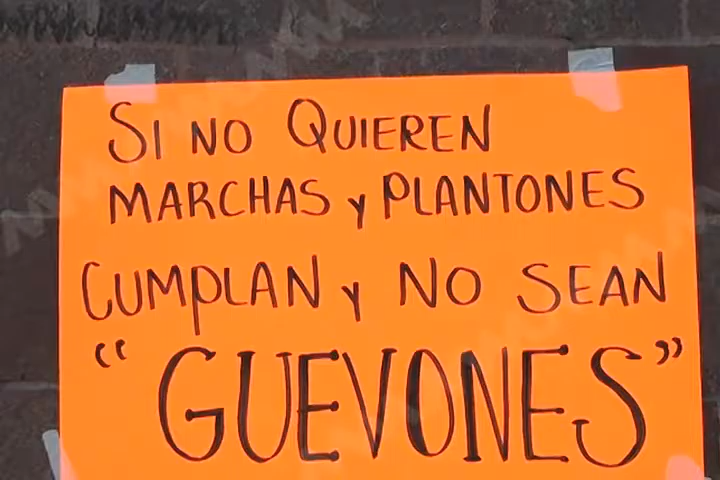 SI NO QUIEREN
MARCHAS y PLANTONES
CUMPLAN y NO SEAN
“GUEVONES”